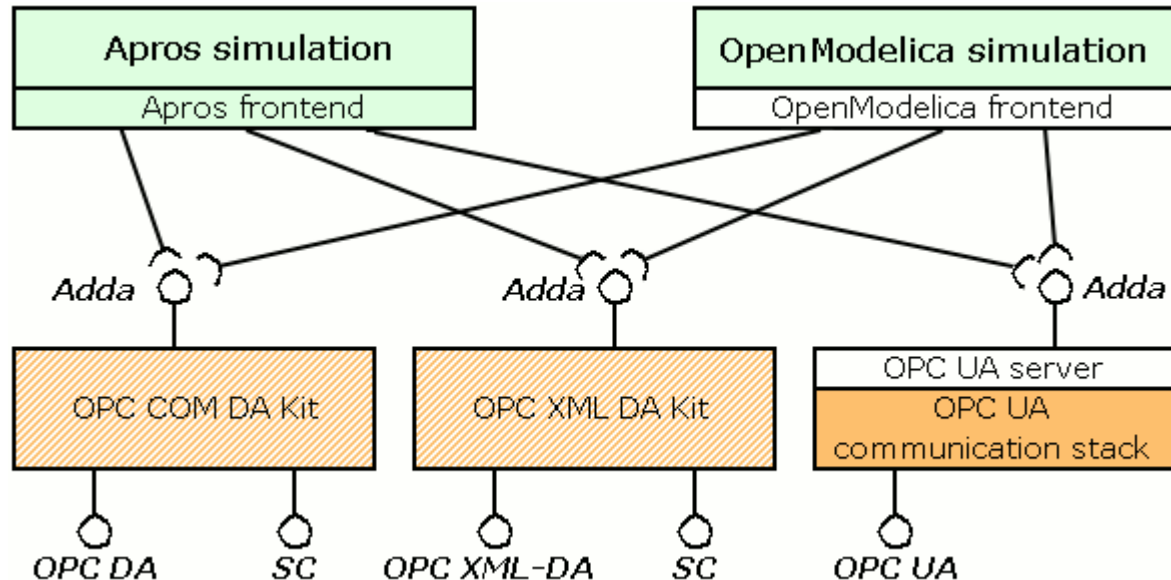 Apros simulation
OpenModelica simulation
Apros frontend
OpenModelica frontend
Adda
Adda
Adda
OPC COM DA Kit
OPC XML DA Kit
OPC UA server
OPC UA
communication stack
OPC DA
SC
OPC XML-DA
SC
OPC UA